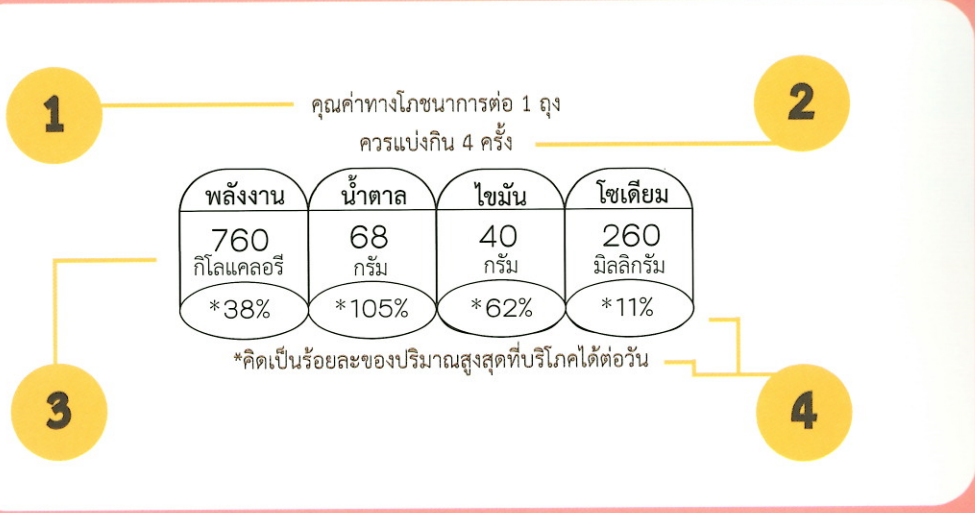 1
คุณค่าทางโภชนาการต่อ 1 ถุง
2
ควรแบ่งกิน 4 ครั้ง
พลังงาน น้ำตาล ไขมัน โซเดียม
760 68 40 260
กิโลแคลอรี กรัม กรัม มิลลิกรัม
*38% *105% *62% *11%
*คิดเป็นร้อยละของปริมาณสูงสุดที่บริโภคได้ต่อวัน
3
4